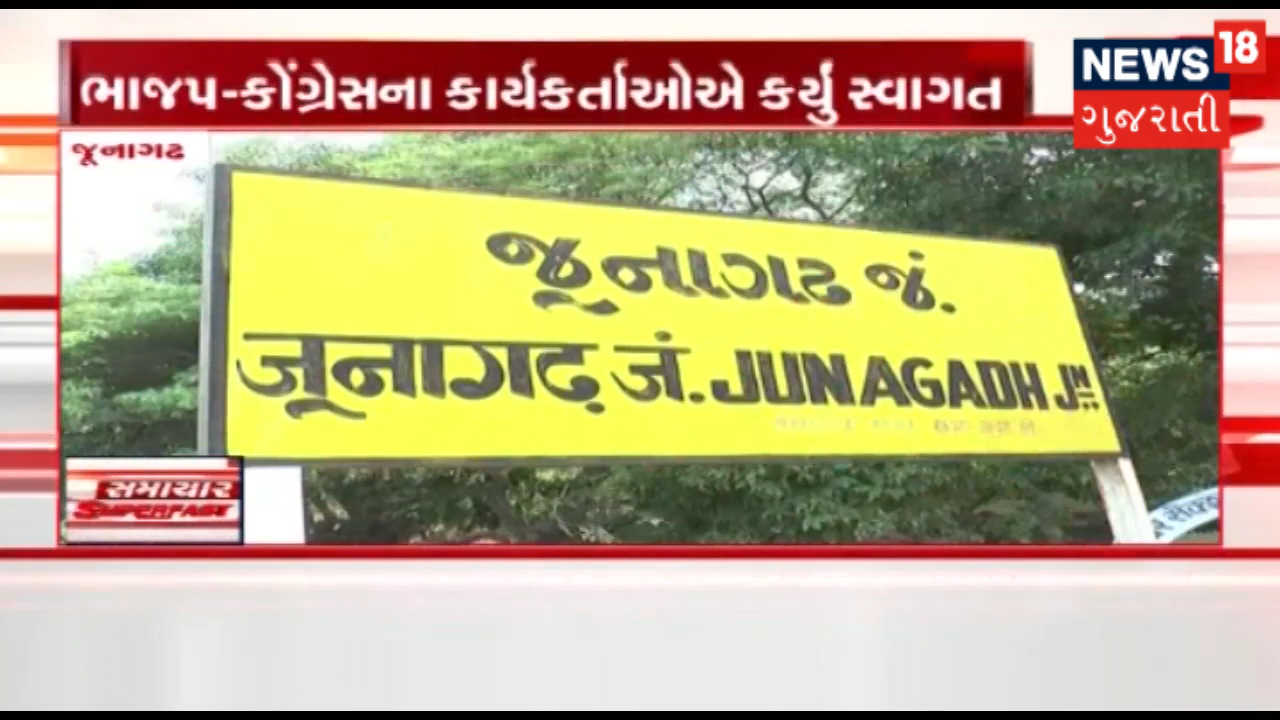 ભાજપ-કોંગ્રેસના કાર્યકર્તાઓએ કર્યું સ્વાગત
NEWS 18
ગુજરાતી
જૂનાગઢ
જૂનાગઢ જં.
जूनागढ़ जं. JUNAGADH JN
સમાચાર
SUPERFAST